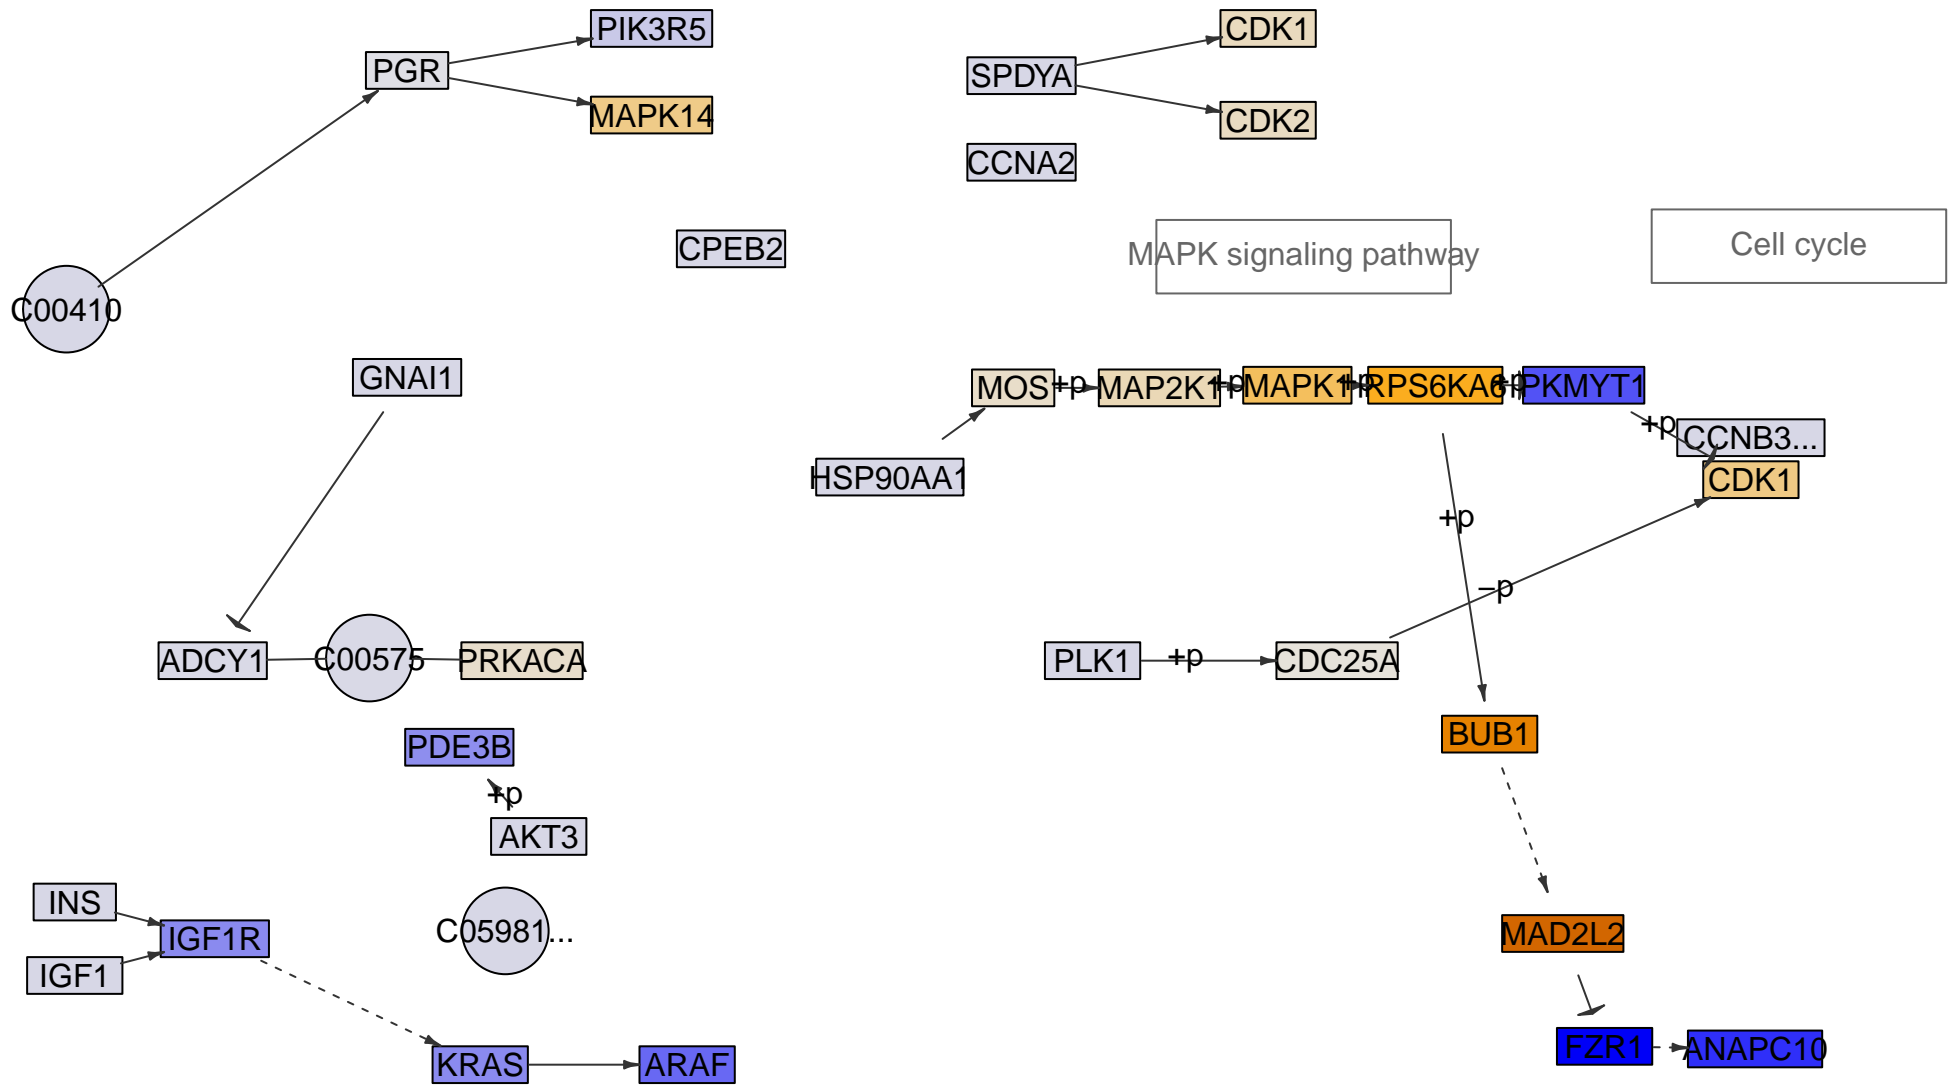 PIK3R5
CDK1
PGR
SPDYA
MAPK14
CDK2
CCNA2
CPEB2
MAPK signaling pathway
Cell cycle
C00410
GNAI1
MOS
+p
MAP2K1
+p
MAPK1
+p
RPS6KA6
+p
PKMYT1
+p
CCNB3...
HSP90AA1
CDK1
+p
−p
ADCY1
C00575
PRKACA
PLK1
+p
CDC25A
PDE3B
BUB1
+p
AKT3
INS
IGF1R
C05981...
MAD2L2
IGF1
KRAS
ARAF
FZR1
ANAPC10